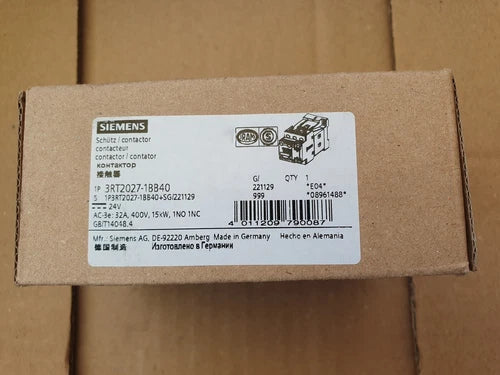 SIEMENS
Schütz / contactor
contacteur
contactor / contator
контактор
接触器
1P 3RT2027-1BB40
S 1P3RT2027-1BB40+SG/221129
24V
AC-3e: 32A, 400V, 15kW, 1NO 1NC
GB/T14048.4
G/ QTY 1
221129 *E04*
999 *08961488*
4 011209 790087
Mfr.: Siemens AG, DE-92220 Amberg Made in Germany Hecho en Alemania
德国制造 Изготовлено в Германии